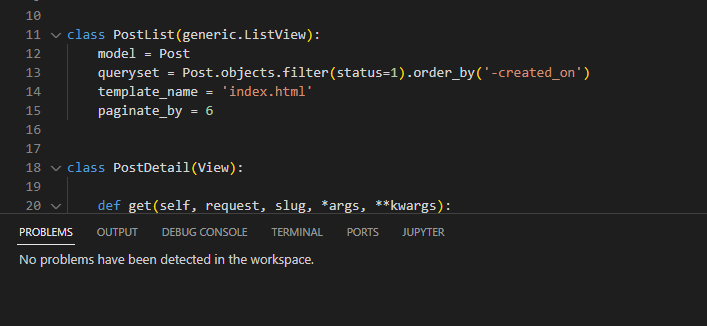 10
11 class PostList(generic.ListView):
12     model = Post
13     queryset = Post.objects.filter(status=1).order_by('-created_on')
14     template_name = 'index.html'
15     paginate_by = 6
16
17
18 class PostDetail(View):
19
20     def get(self, request, slug, *args, **kwargs):
PROBLEMS OUTPUT DEBUG CONSOLE TERMINAL PORTS JUPYTER
No problems have been detected in the workspace.